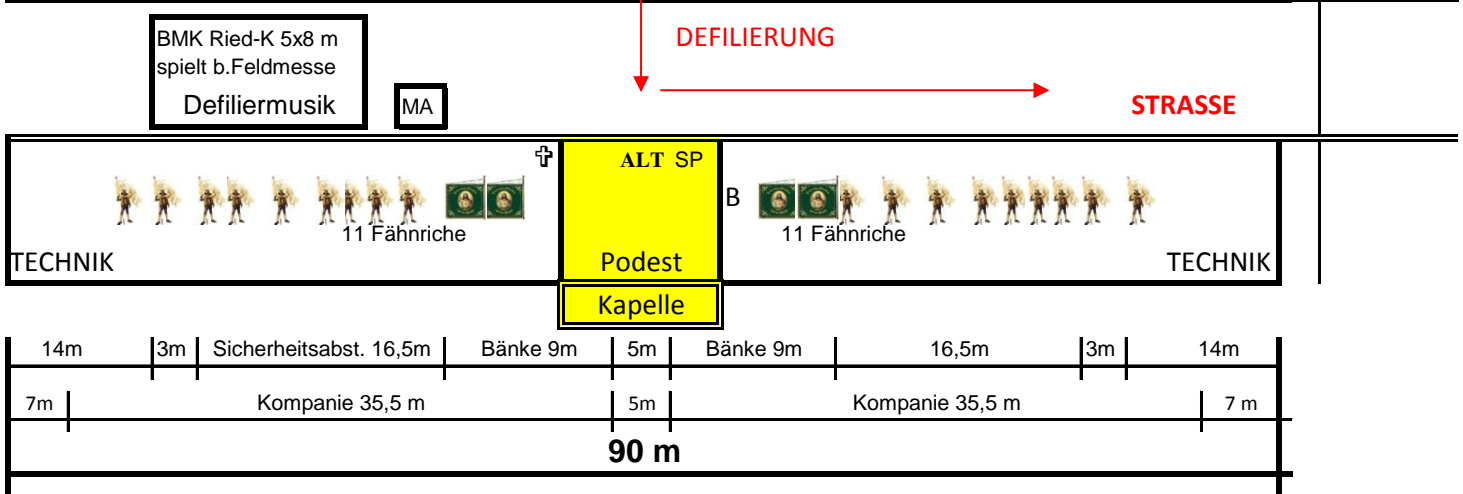 BMK Ried-K 5x8 m
spielt b.Feldmesse
Defiliermusik
MA
DEFILIERUNG
STRASSE
✞
ALT SP
B
11 Fähnriche
11 Fähnriche
TECHNIK
Podest
TECHNIK
Kapelle
14m 3m Sicherheitsabst. 16,5m Bänke 9m 5m Bänke 9m 16,5m 3m 14m
7m Kompanie 35,5 m 5m Kompanie 35,5 m 7 m
90 m